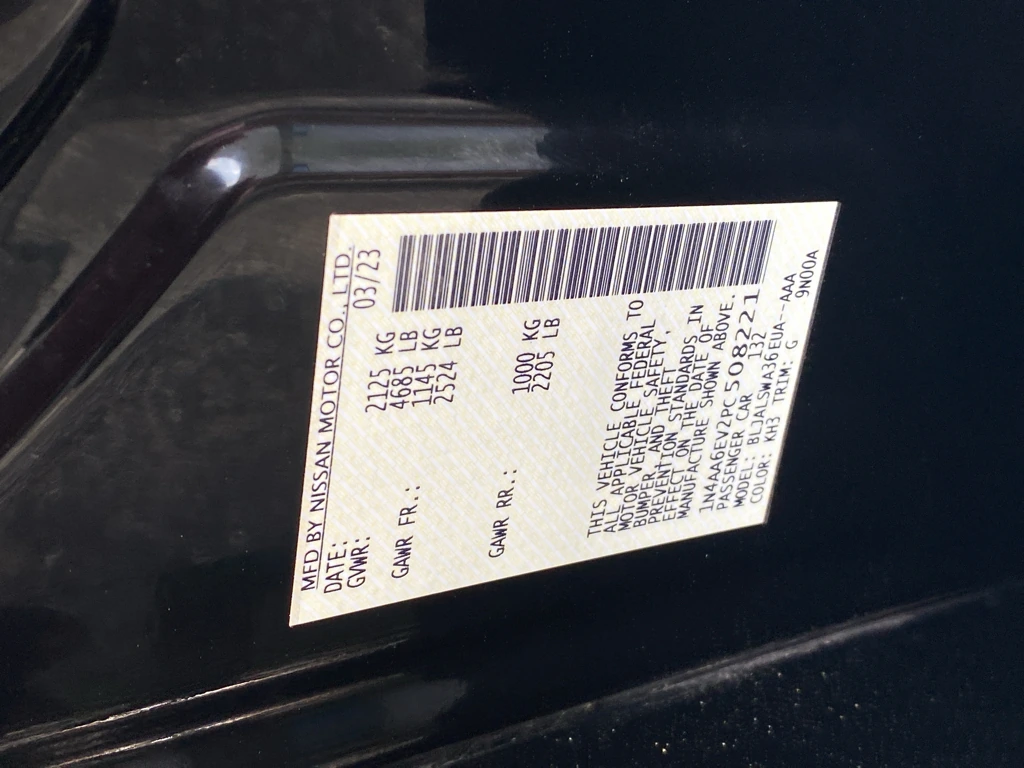 MFD BY NISSAN MOTOR CO., LTD.
DATE: 03/23
GVWR: 2125 KG
4685 LB
GAWR FR.: 1145 KG
2524 LB
GAWR RR.: 1000 KG
2205 LB
THIS VEHICLE CONFORMS TO
ALL APPLICABLE FEDERAL
MOTOR VEHICLE SAFETY,
BUMPER, AND THEFT
PREVENTION STANDARDS IN
EFFECT ON THE DATE OF
MANUFACTURE SHOWN ABOVE.
1N4AA6EV2PC508221
PASSENGER CAR 132
MODEL: BLJALSWA36EUA--AAA
COLOR: KH3 TRIM: G 9N00A